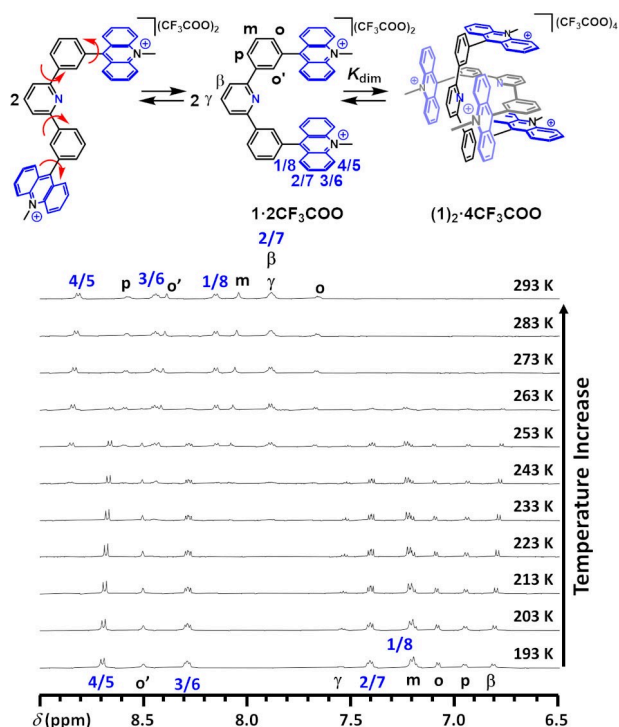 2
N
N
+
N
+
(CF₃COO)₂
2
m
o
p
o'
β
γ
N
N
+
N
+
1/8
4/5
2/7
3/6
(CF₃COO)₂
K_dim
N
+
N
N
N
+
+
N
+
(CF₃COO)₄
1·2CF₃COO
(1)₂·4CF₃COO
2/7
β
4/5 p 3/6 o' 1/8 m γ o
293 K
283 K
273 K
263 K
253 K
243 K
233 K
223 K
213 K
203 K
1/8
193 K
4/5 o' 3/6 γ 2/7 m o p β
δ(ppm) 8.5 8.0 7.5 7.0 6.5
Temperature Increase